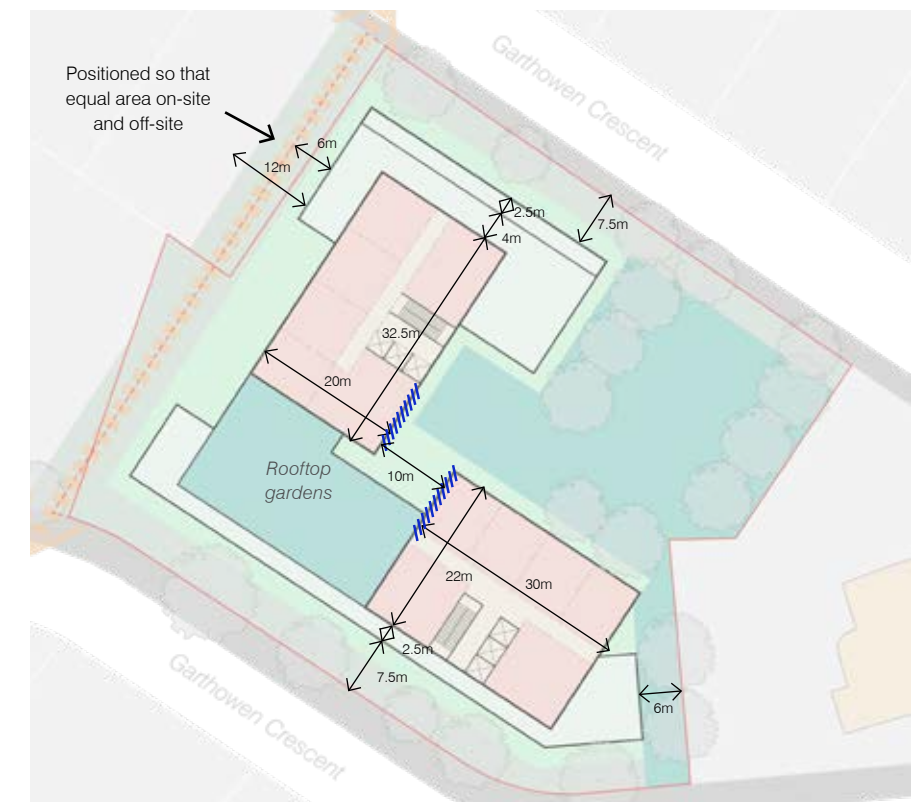 Garthowen Crescent
Positioned so that
equal area on-site
and off-site
6m
12m
2.5m
7.5m
4m
32.5m
20m
Rooftop
gardens
10m
22m
30m
2.5m
7.5m
6m
Garthowen Crescent